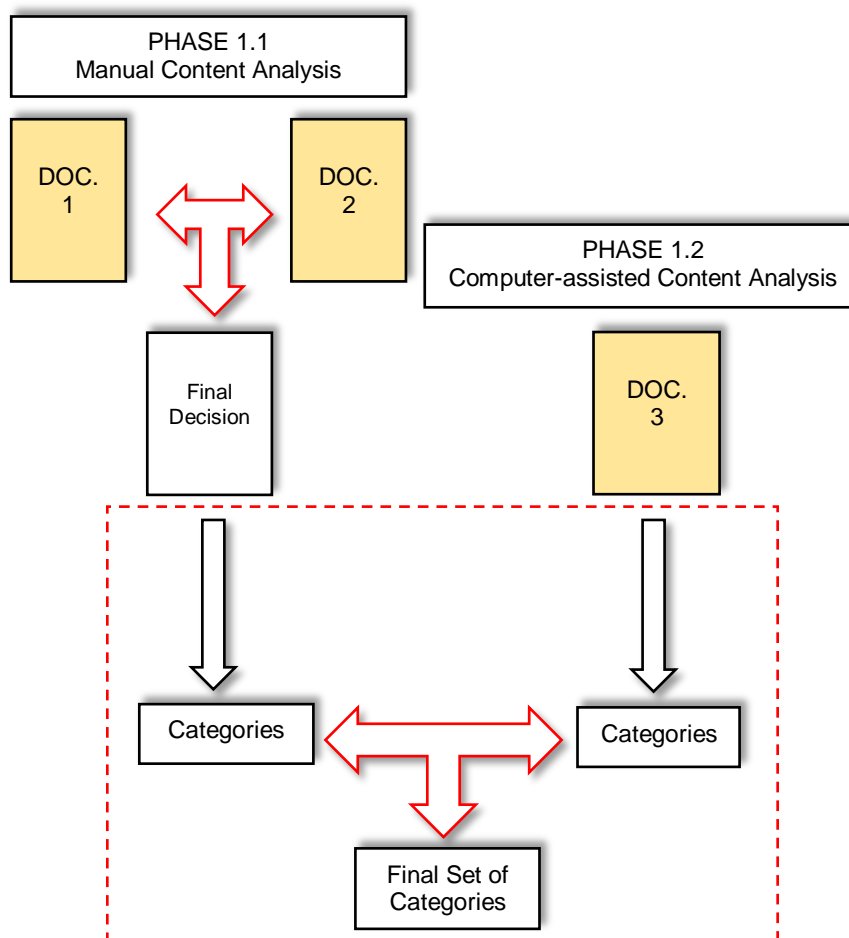 PHASE 1.1
Manual Content Analysis
DOC.
1
DOC.
2
PHASE 1.2
Computer-assisted Content Analysis
Final
Decision
DOC.
3
Categories
Categories
Final Set of
Categories